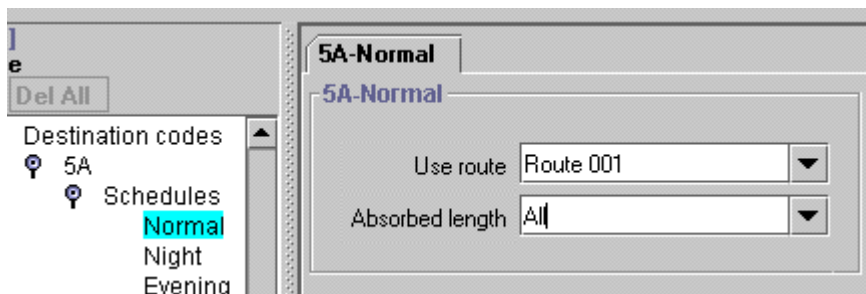 ]
e
Del All
Destination codes
5A
Schedules
Normal
Night
Evening
5A-Normal
5A-Normal
Use route Route 001
Absorbed length All